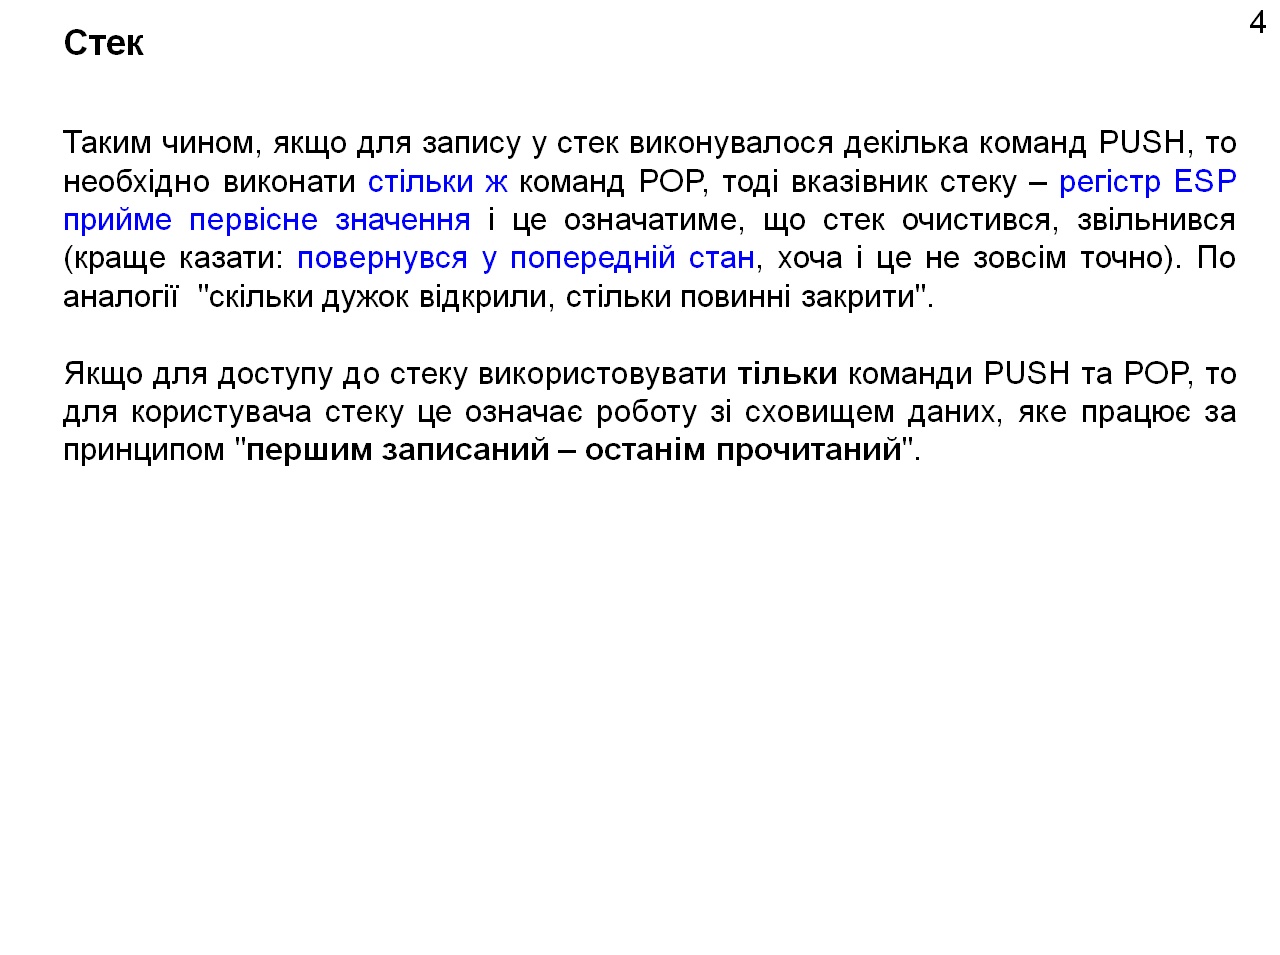 4
Стек
Таким чином, якщо для запису у стек виконувалося декілька команд PUSH, то
необхідно виконати стільки ж команд POP, тоді вказівник стеку – регістр ESP
прийме первісне значення і це означатиме, що стек очистився, звільнився
(краще казати: повернувся у попередній стан, хоча і це не зовсім точно). По
аналогії "скільки дужок відкрили, стільки повинні закрити".
Якщо для доступу до стеку використовувати тільки команди PUSH та POP, то
для користувача стеку це означає роботу зі сховищем даних, яке працює за
принципом "першим записаний – останім прочитаний".